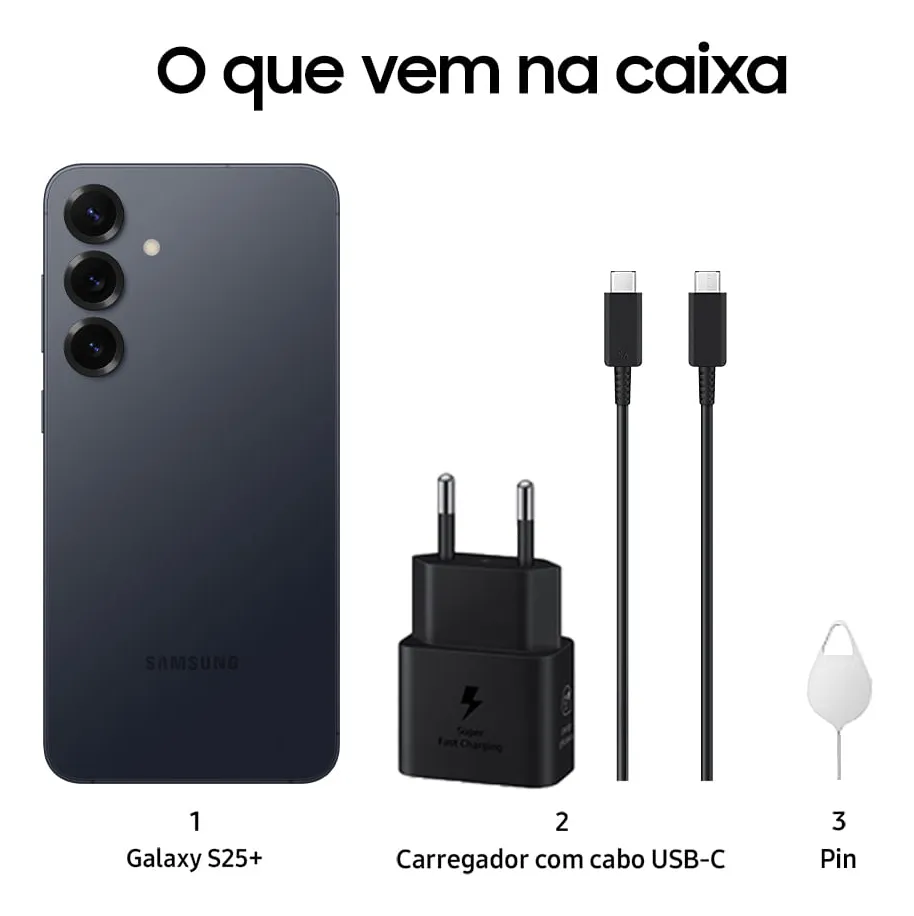 O que vem na caixa
SAMSUNG
Super
Fast Charging
1
Galaxy S25+
2
Carregador com cabo USB-C
3
Pin